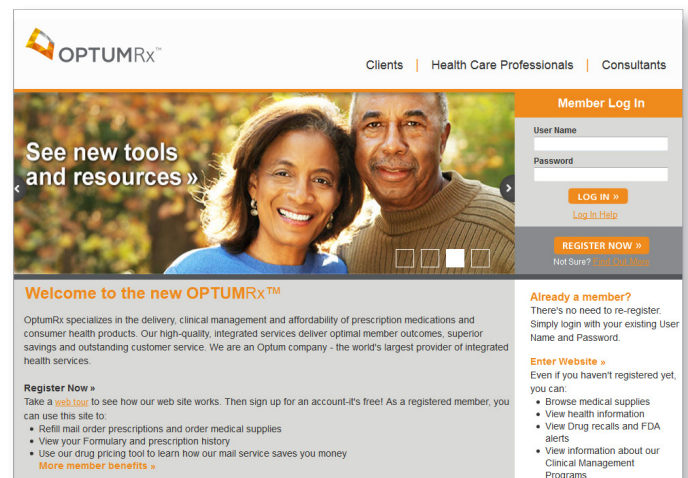 OPTUMRx™
Clients | Health Care Professionals | Consultants
See new tools
and resources »
Member Log In
User Name
Password
LOG IN »
Log In Help
REGISTER NOW »
Not Sure? Find Out More
Welcome to the new OPTUMRx™
OptumRx specializes in the delivery, clinical management and affordability of prescription medications and
consumer health products. Our high-quality, integrated services deliver optimal member outcomes, superior
savings and outstanding customer service. We are an Optum company - the world's largest provider of integrated
health services.
Register Now »
Take a web tour to see how our web site works. Then sign up for an account-it's free! As a registered member, you
can use this site to:
• Refill mail order prescriptions and order medical supplies
• View your Formulary and prescription history
• Use our drug pricing tool to learn how our mail service saves you money
More member benefits »
Already a member?
There's no need to re-register.
Simply login with your existing User
Name and Password.
Enter Website »
Even if you haven't registered yet,
you can:
• Browse medical supplies
• View health information
• View Drug recalls and FDA
alerts
• View information about our
Clinical Management
Programs